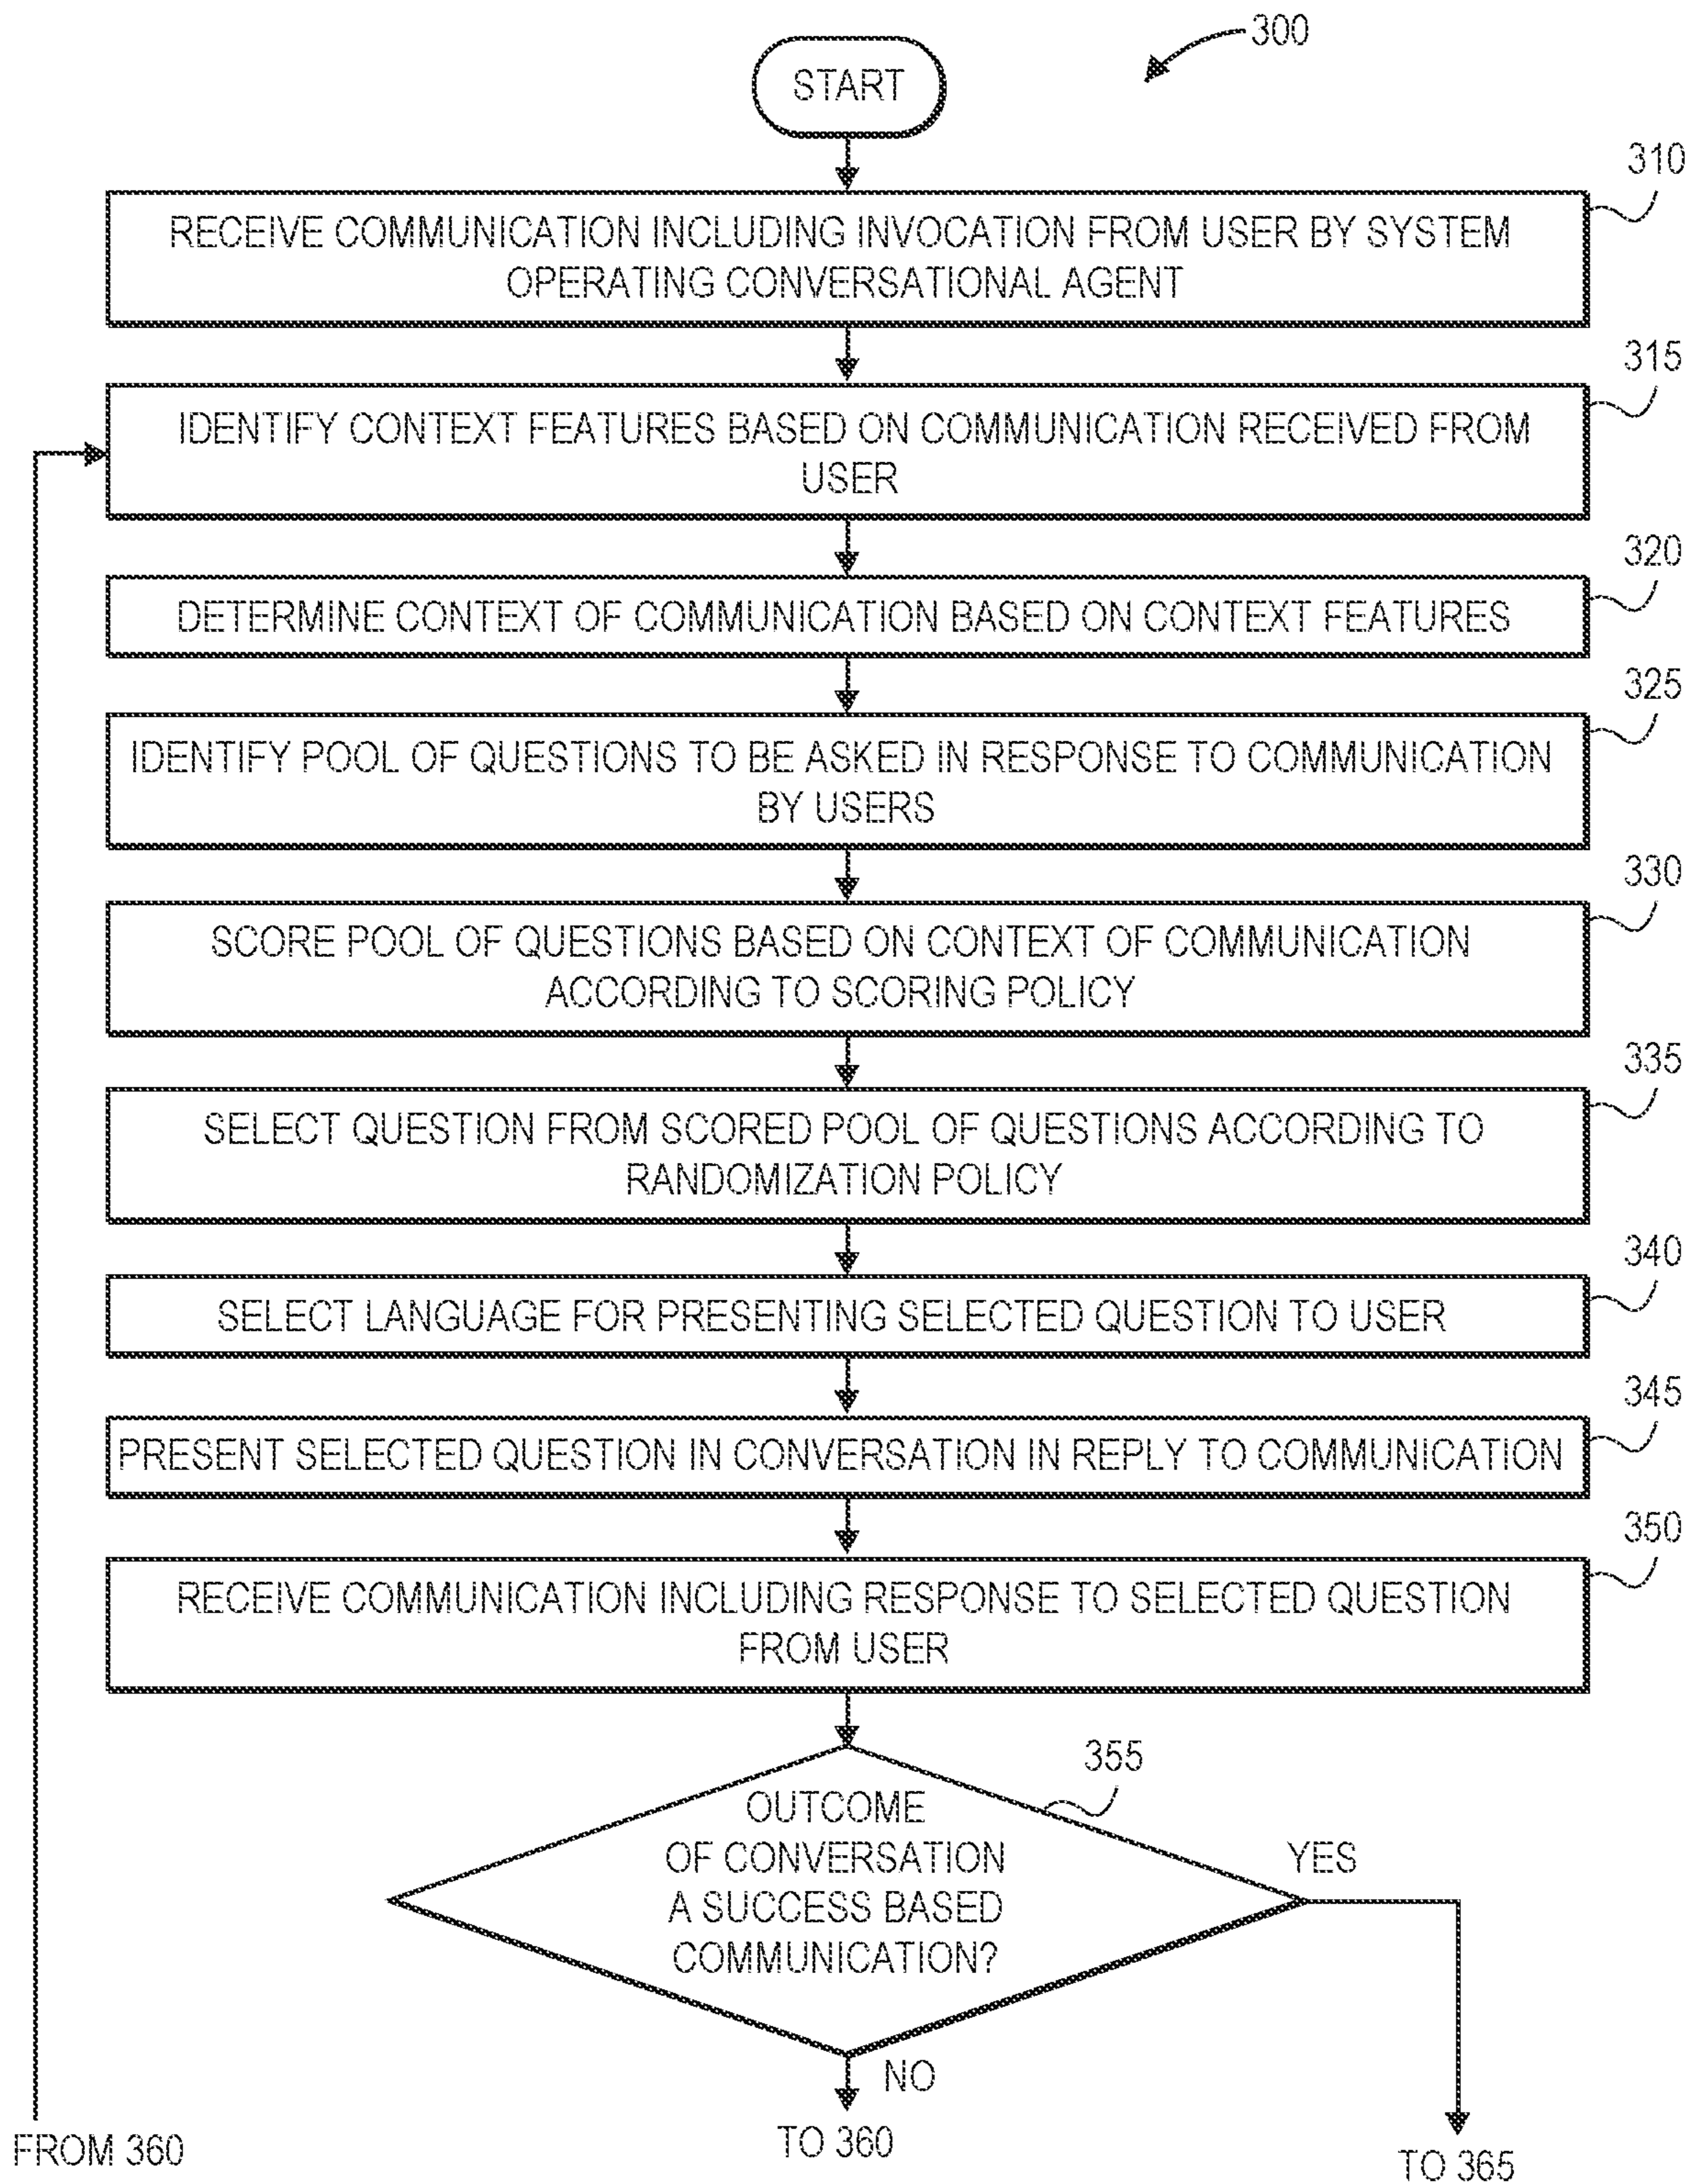 300
START
310
RECEIVE COMMUNICATION INCLUDING INVOCATION FROM USER BY SYSTEM
OPERATING CONVERSATIONAL AGENT
315
IDENTIFY CONTEXT FEATURES BASED ON COMMUNICATION RECEIVED FROM
USER
320
DETERMINE CONTEXT OF COMMUNICATION BASED ON CONTEXT FEATURES
325
IDENTIFY POOL OF QUESTIONS TO BE ASKED IN RESPONSE TO COMMUNICATION
BY USERS
330
SCORE POOL OF QUESTIONS BASED ON CONTEXT OF COMMUNICATION
ACCORDING TO SCORING POLICY
335
SELECT QUESTION FROM SCORED POOL OF QUESTIONS ACCORDING TO
RANDOMIZATION POLICY
340
SELECT LANGUAGE FOR PRESENTING SELECTED QUESTION TO USER
345
PRESENT SELECTED QUESTION IN CONVERSATION IN REPLY TO COMMUNICATION
350
RECEIVE COMMUNICATION INCLUDING RESPONSE TO SELECTED QUESTION
FROM USER
355
OUTCOME
OF CONVERSATION
A SUCCESS BASED
COMMUNICATION?
YES
NO
FROM 360
TO 360
TO 365